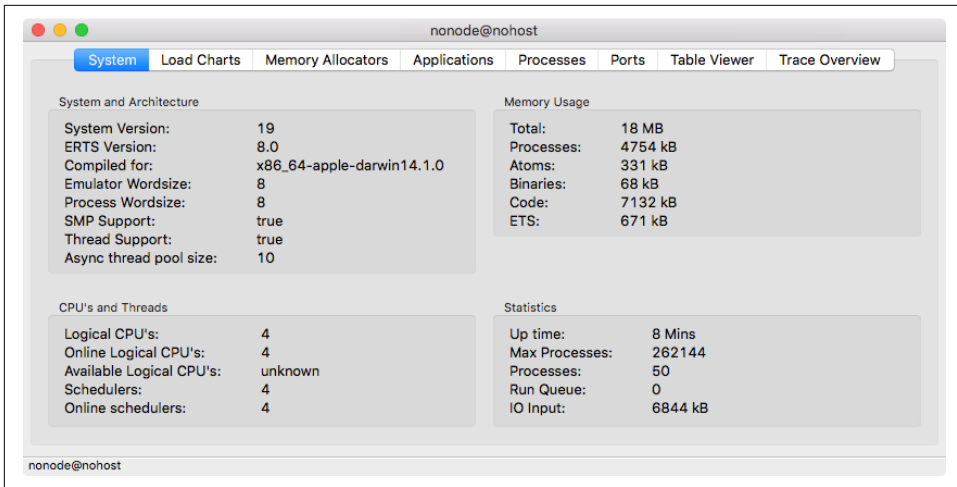 nonode@nohost
System Load Charts Memory Allocators Applications Processes Ports Table Viewer Trace Overview
System and Architecture
System Version: 19
ERTS Version: 8.0
Compiled for: x86_64-apple-darwin14.1.0
Emulator Wordsize: 8
Process Wordsize: 8
SMP Support: true
Thread Support: true
Async thread pool size: 10
Memory Usage
Total: 18 MB
Processes: 4754 kB
Atoms: 331 kB
Binaries: 68 kB
Code: 7132 kB
ETS: 671 kB
CPU's and Threads
Logical CPU's: 4
Online Logical CPU's: 4
Available Logical CPU's: unknown
Schedulers: 4
Online schedulers: 4
Statistics
Up time: 8 Mins
Max Processes: 262144
Processes: 50
Run Queue: 0
IO Input: 6844 kB
nonode@nohost